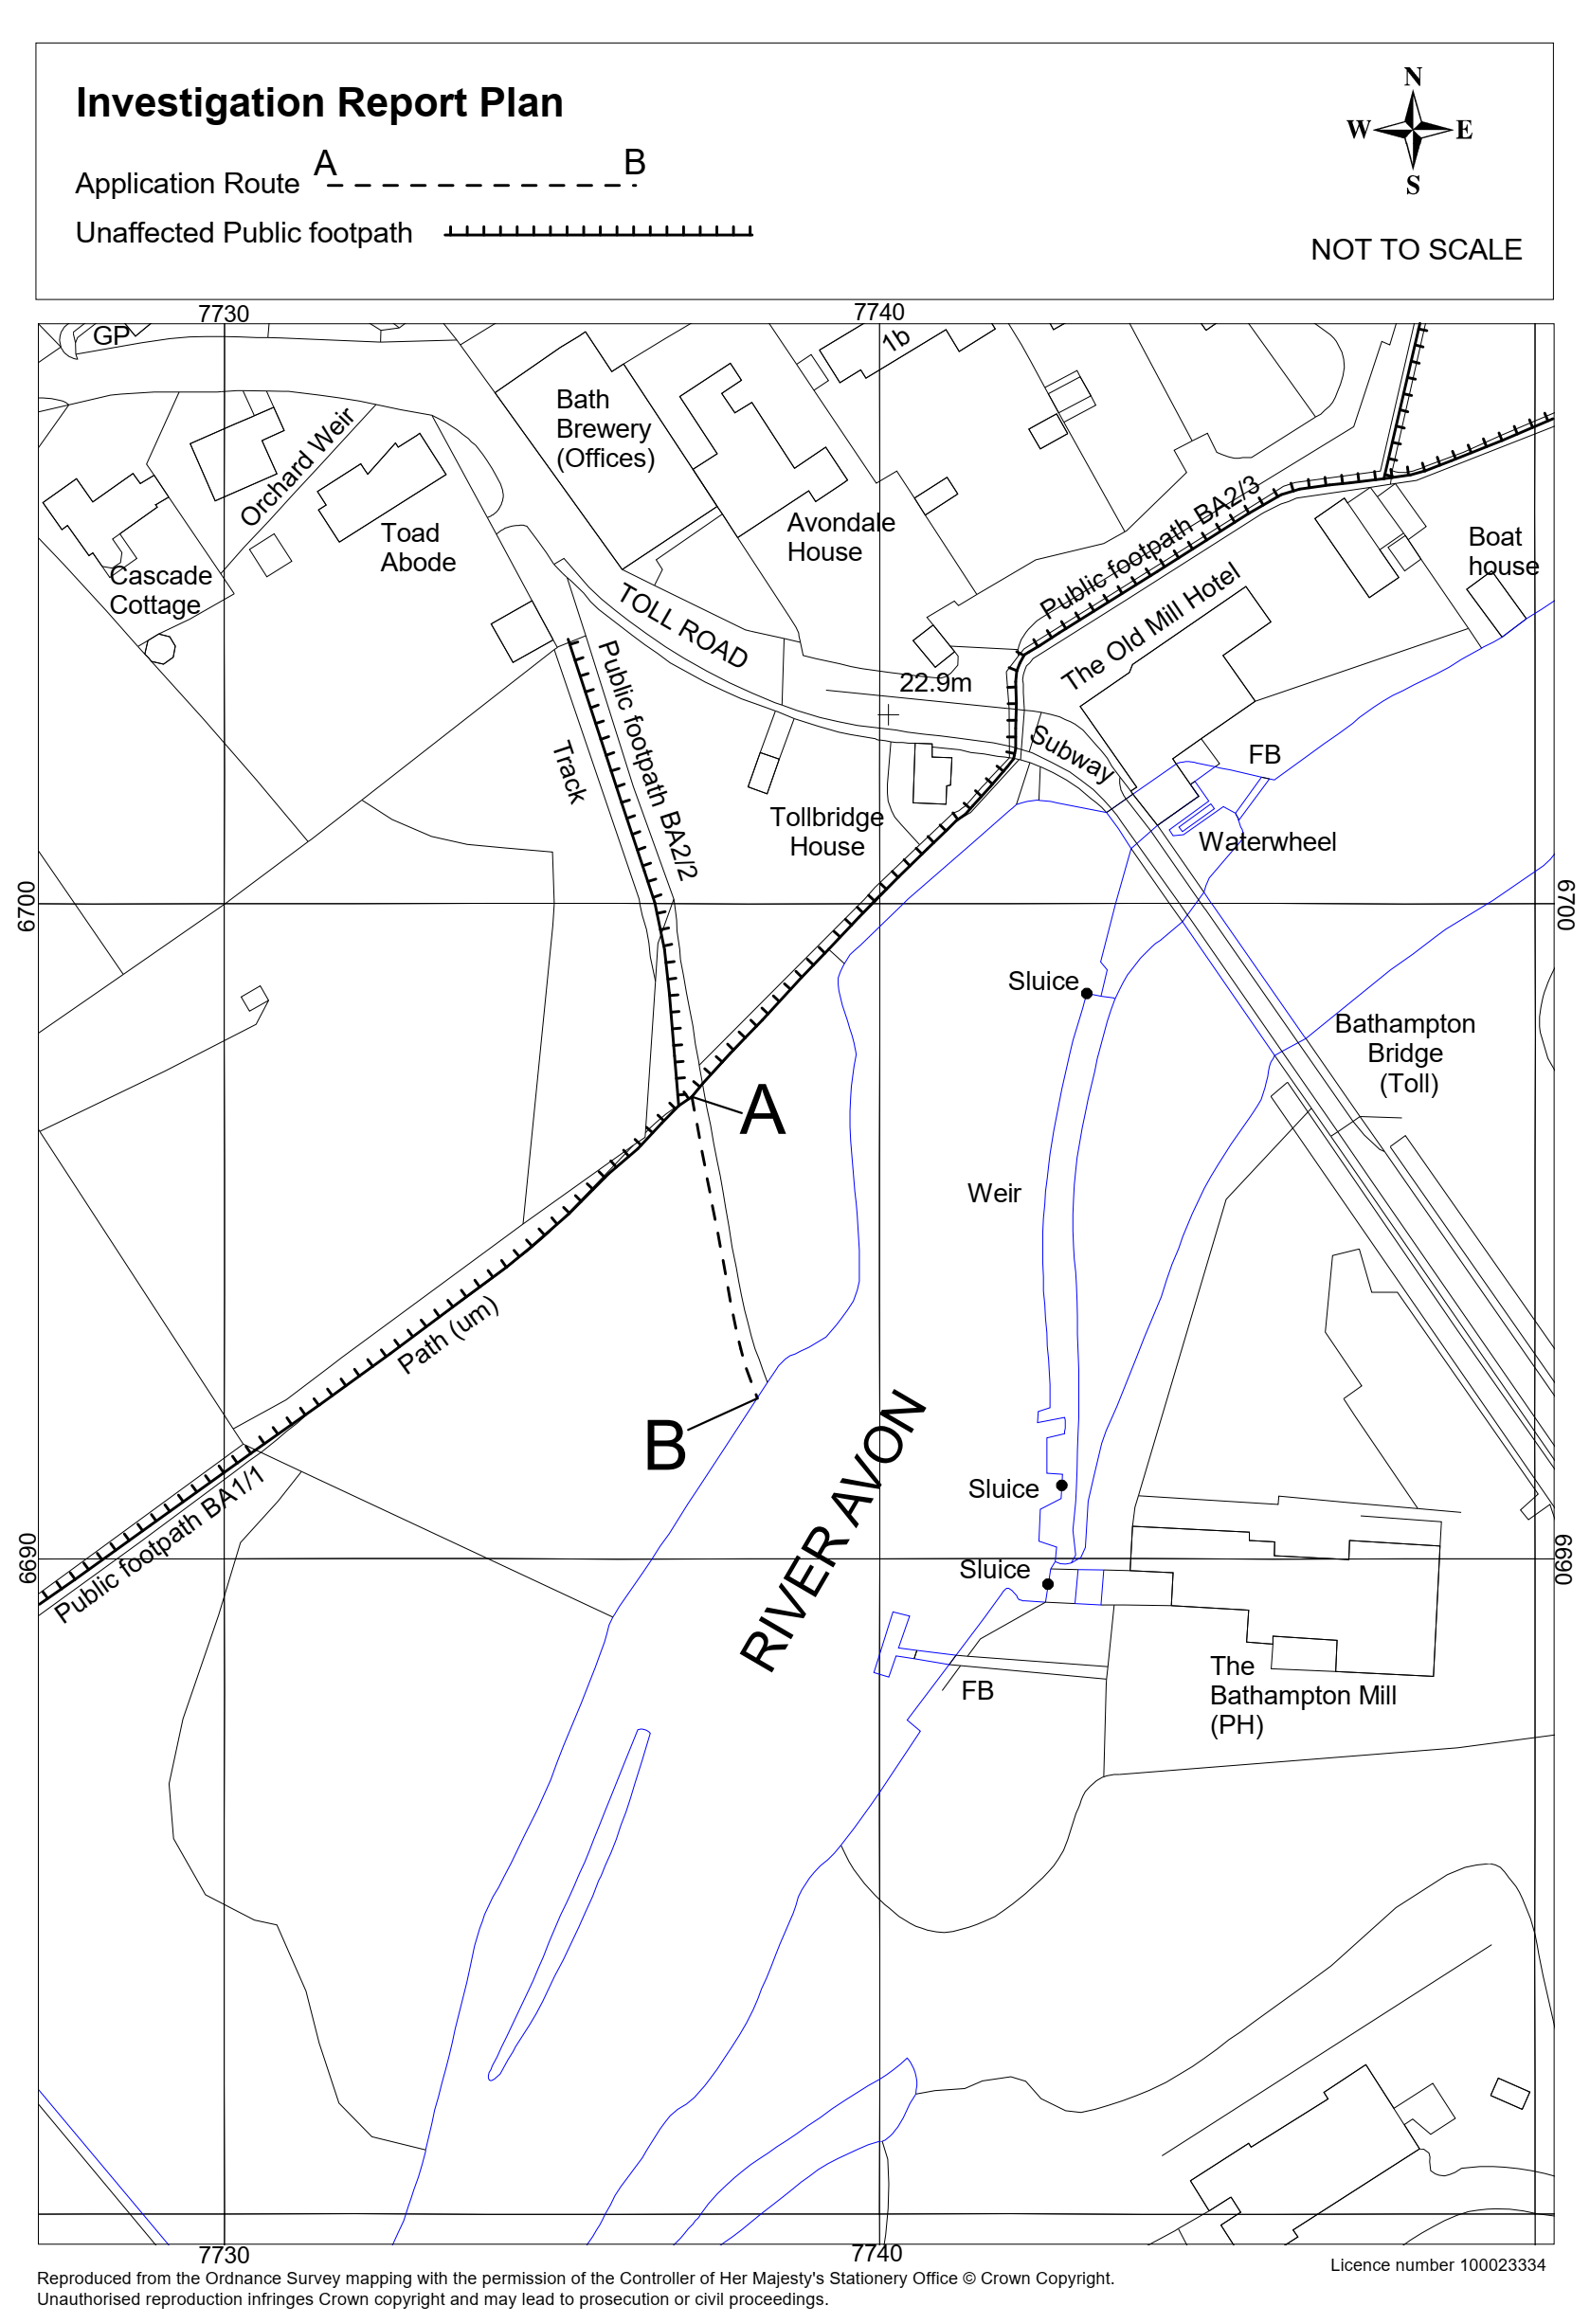 Investigation Report Plan
N
W E
S
A B
Application Route
Unaffected Public footpath
NOT TO SCALE
7730
7740
GP
1b
Bath
Brewery
(Offices)
Orchard Weir
Toad
Abode
Avondale
House
Cascade
Cottage
Public footpath BA2/3
Boat
house
The Old Mill Hotel
TOLL ROAD
22.9m
Public footpath BA2/2
Track
Subway
FB
Tollbridge
House
Waterwheel
6700
6700
Sluice
Bathampton
Bridge
(Toll)
A
Weir
Path (um)
B
RIVER AVON
Public footpath BA1/1
Sluice
6690
6690
Sluice
FB
The
Bathampton Mill
(PH)
7730
7740
Licence number 100023334
Reproduced from the Ordnance Survey mapping with the permission of the Controller of Her Majesty's Stationery Office © Crown Copyright.
Unauthorised reproduction infringes Crown copyright and may lead to prosecution or civil proceedings.